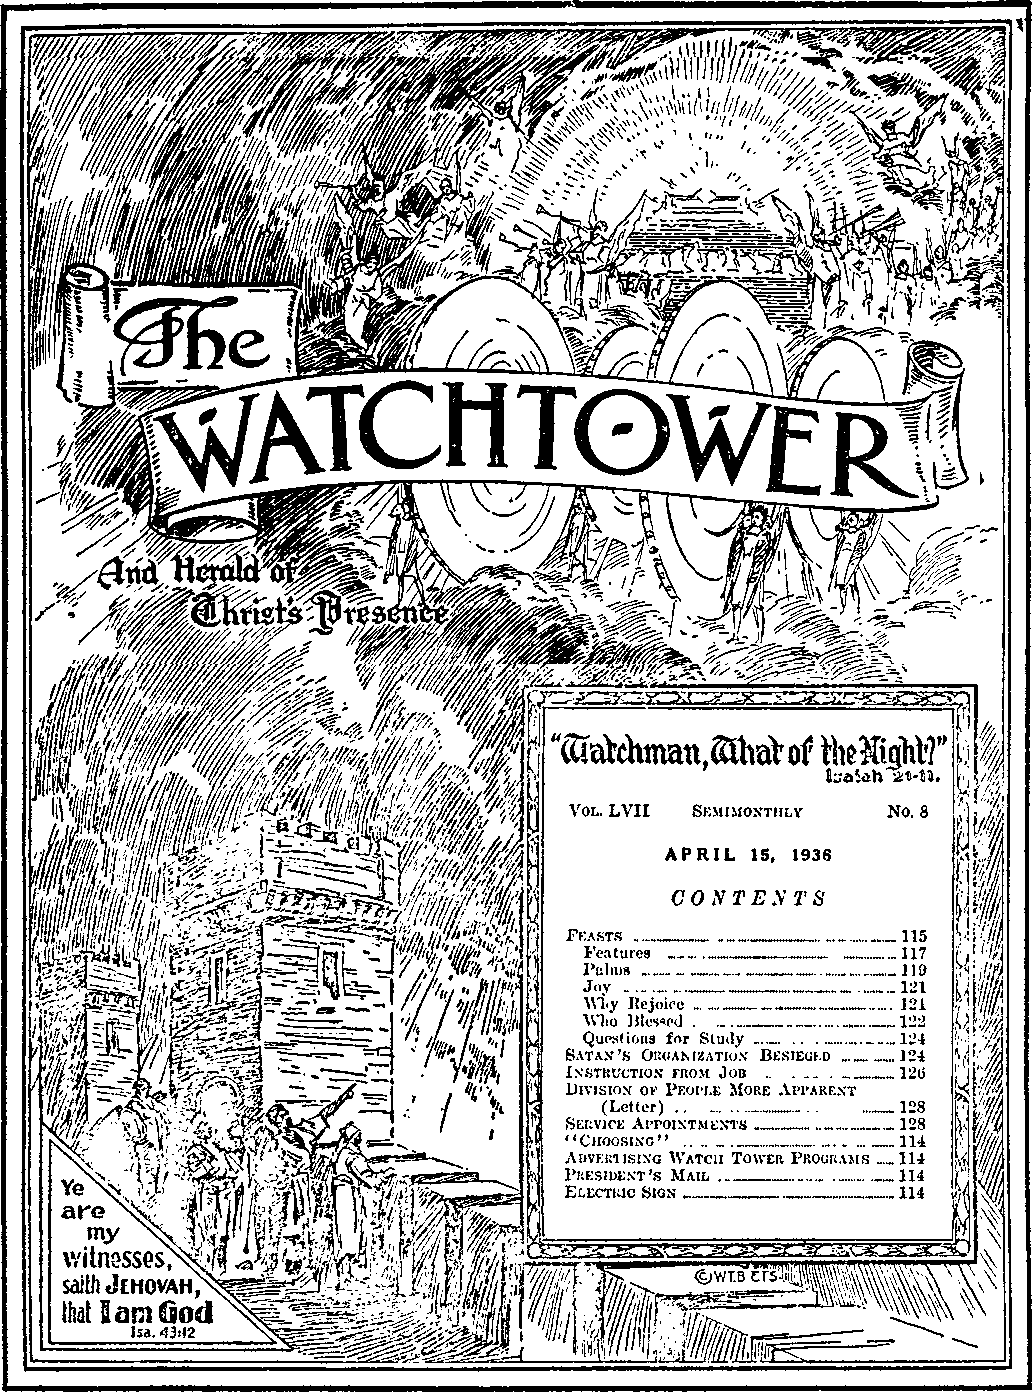 The
WATCHTOWER
And Herald of
Christ's Presence
"Watchman, What of the Night?"
Isaiah 21:11.
VOL. LVII SEMIMONTHLY No. 8
APRIL 15, 1936
CONTENTS
FEASTS 115
Features 117
Palms 119
Joy 121
Why Rejoice 121
Who Blessed 122
Questions for Study 124
SATAN'S ORGANIZATION BESIEGED 124
INSTRUCTION FROM JOB 126
DIVISION OF PEOPLE MORE APPARENT
(Letter) 128
SERVICE APPOINTMENTS 128
"CHOOSING" 114
ADVERTISING WATCH TOWER PROGRAMS 114
PRESIDENT'S MAIL 114
ELECTRIC SIGN 114
Ye
are
my
witnesses,
saith JEHOVAH,
that I am God
Isa. 43:12
©W.T.B. & T.S.